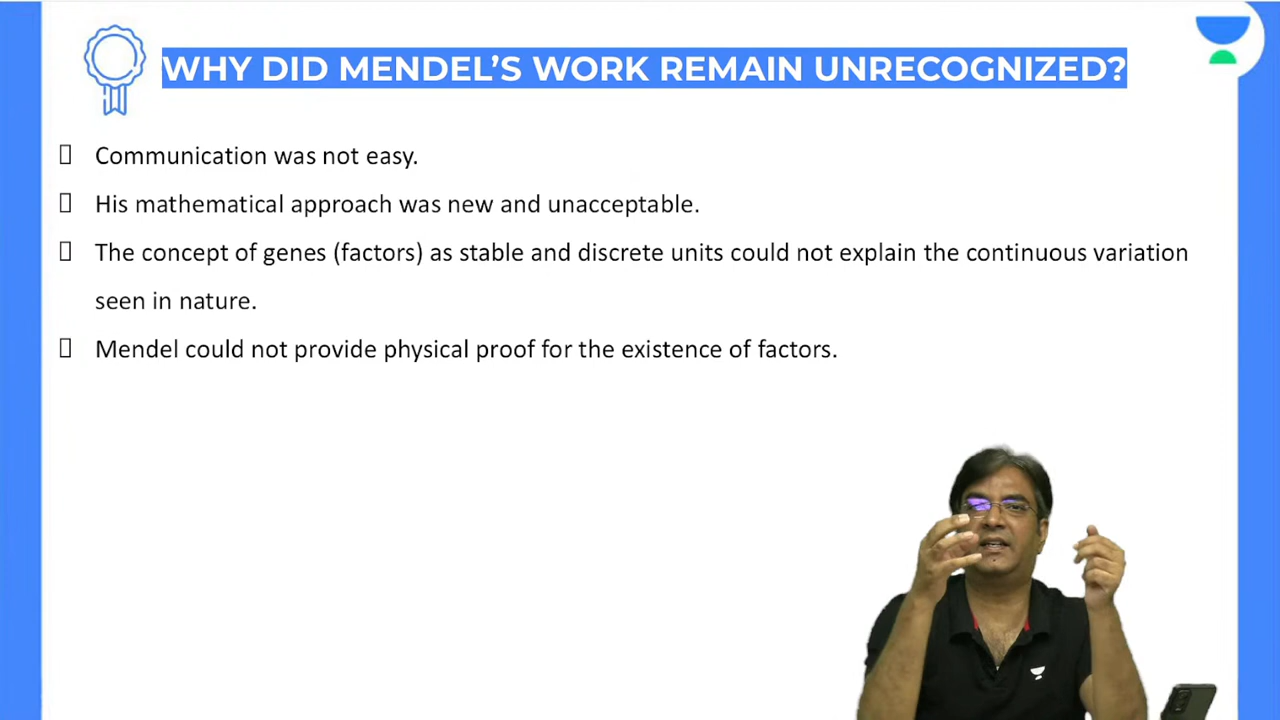 WHY DID MENDEL’S WORK REMAIN UNRECOGNIZED?
Communication was not easy.
His mathematical approach was new and unacceptable.
The concept of genes (factors) as stable and discrete units could not explain the continuous variation
seen in nature.
Mendel could not provide physical proof for the existence of factors.